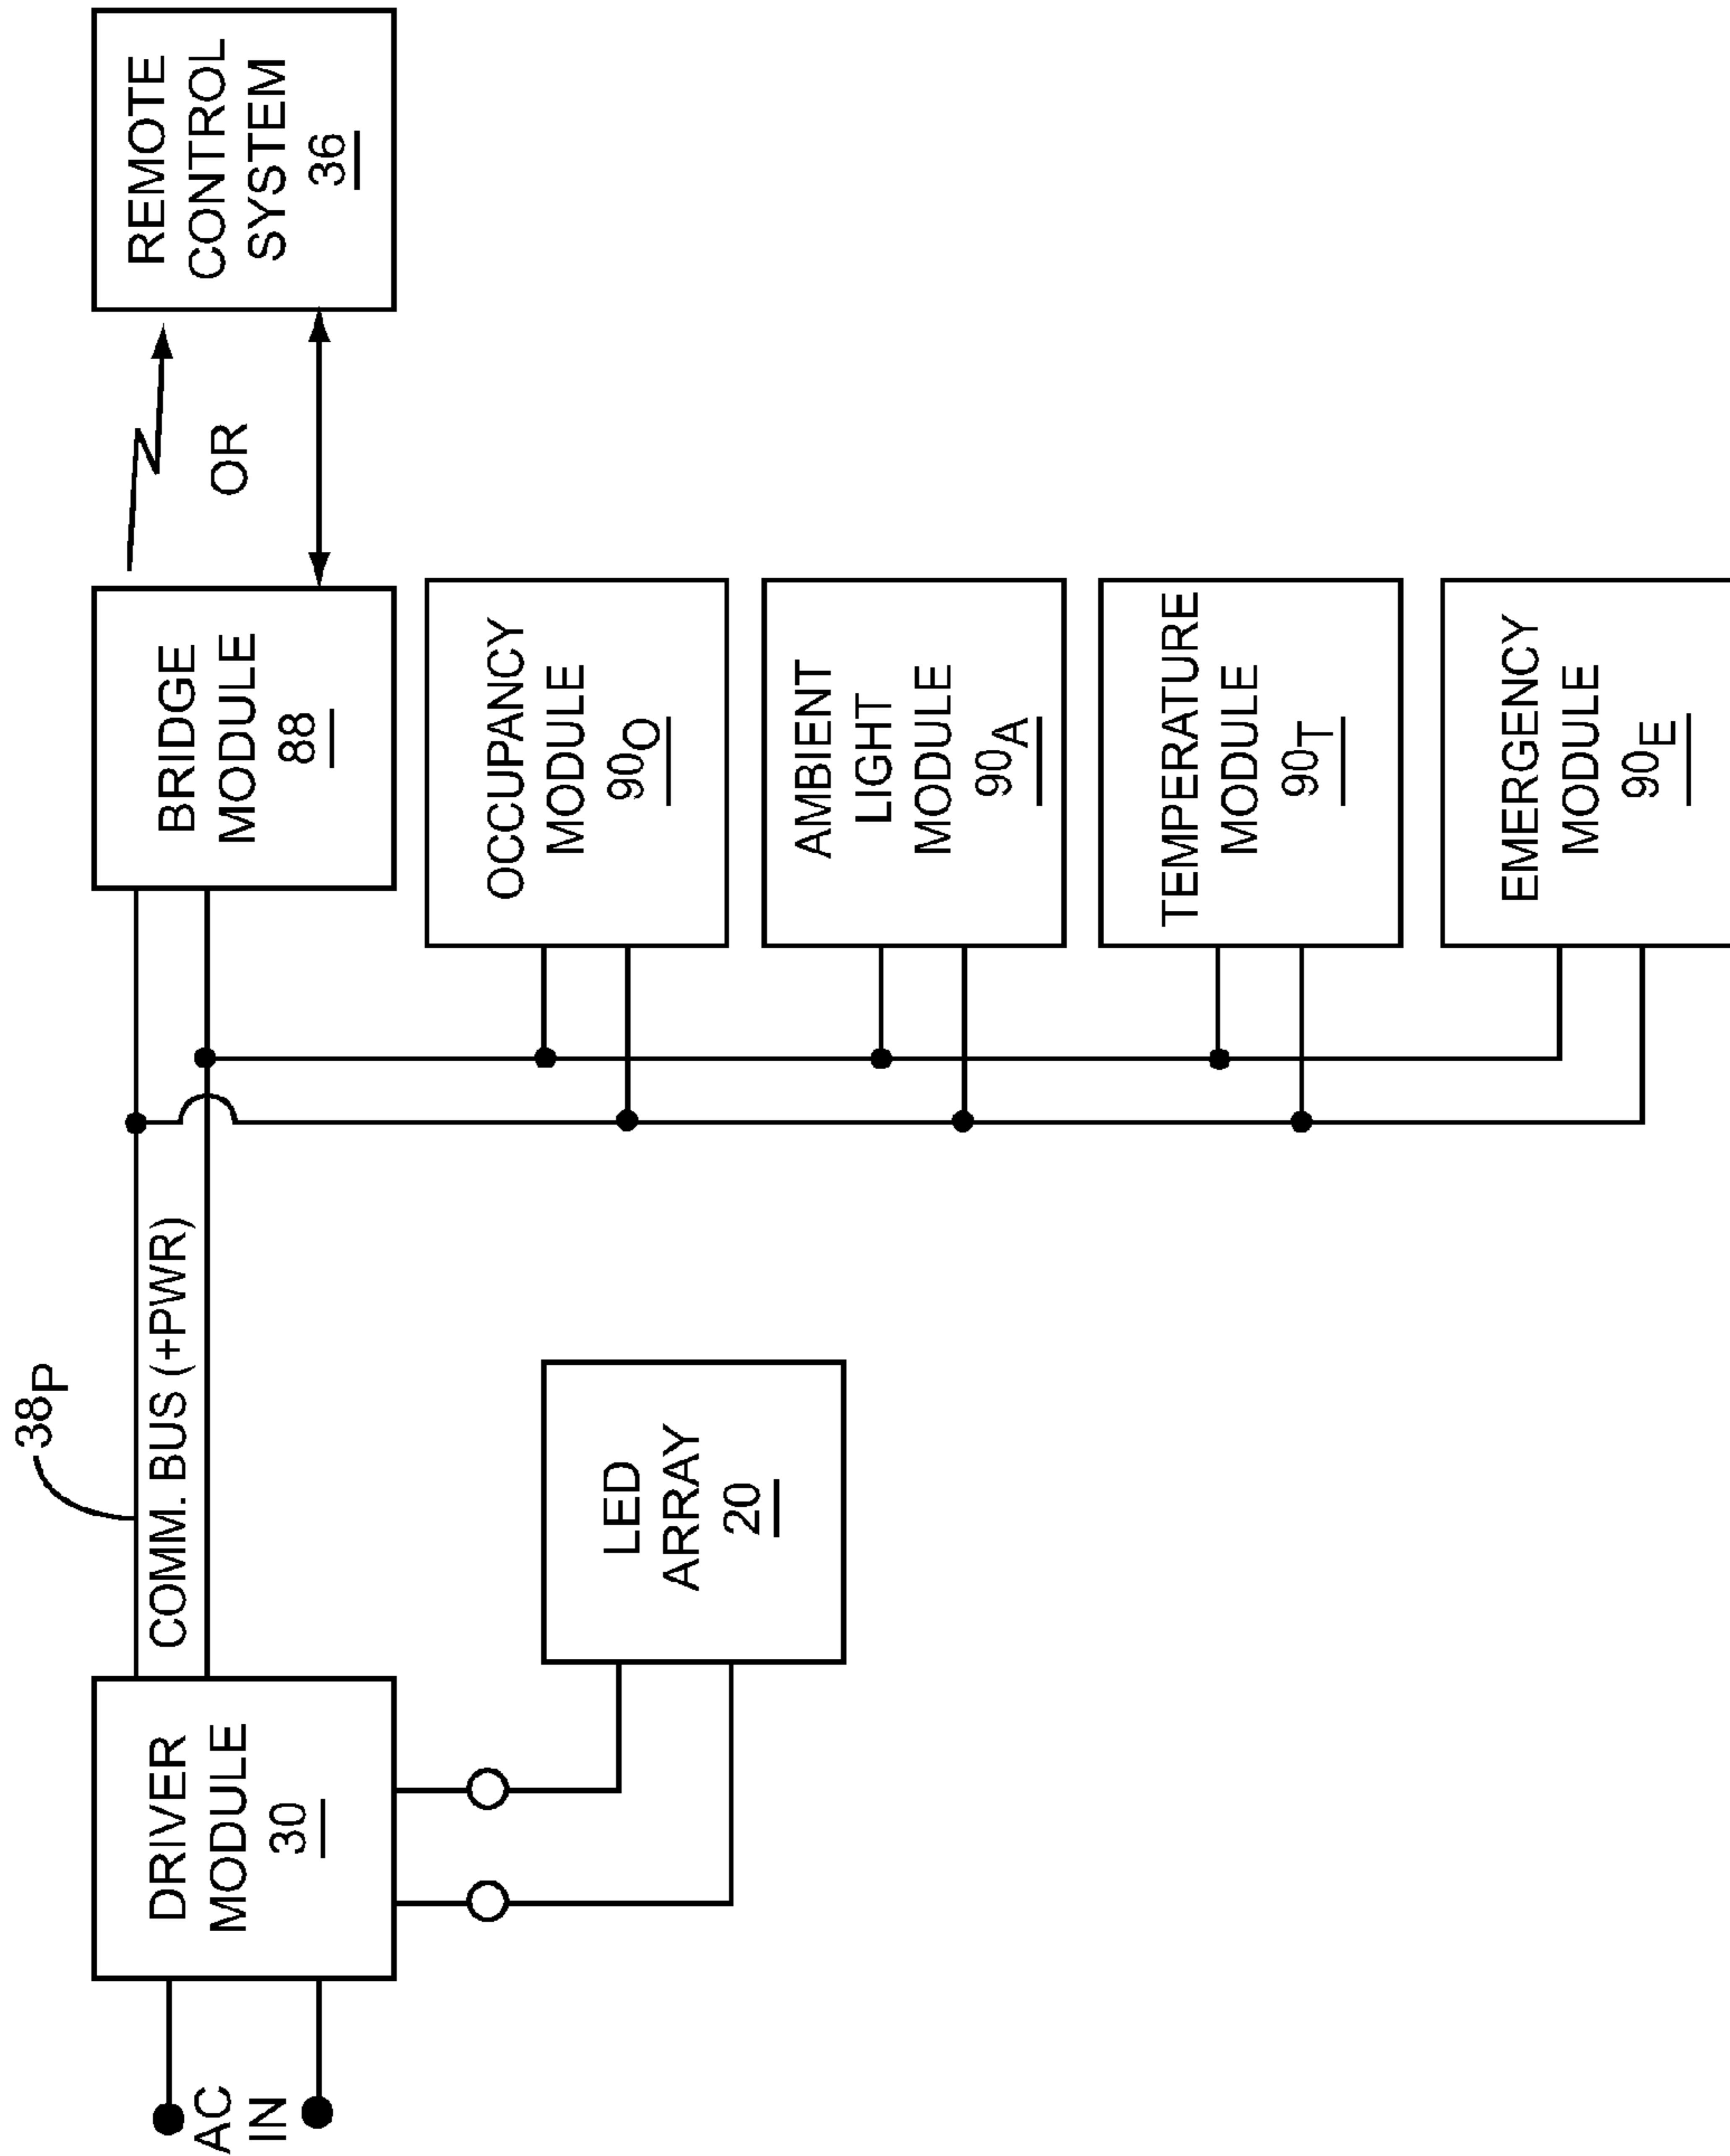 AC
IN
DRIVER
MODULE
30
38P
COMM. BUS (+PWR)
LED
ARRAY
20
BRIDGE
MODULE
88
OR
REMOTE
CONTROL
SYSTEM
36
OCCUPANCY
MODULE
90O
AMBIENT
LIGHT
MODULE
90A
TEMPERATURE
MODULE
90T
EMERGENCY
MODULE
90E